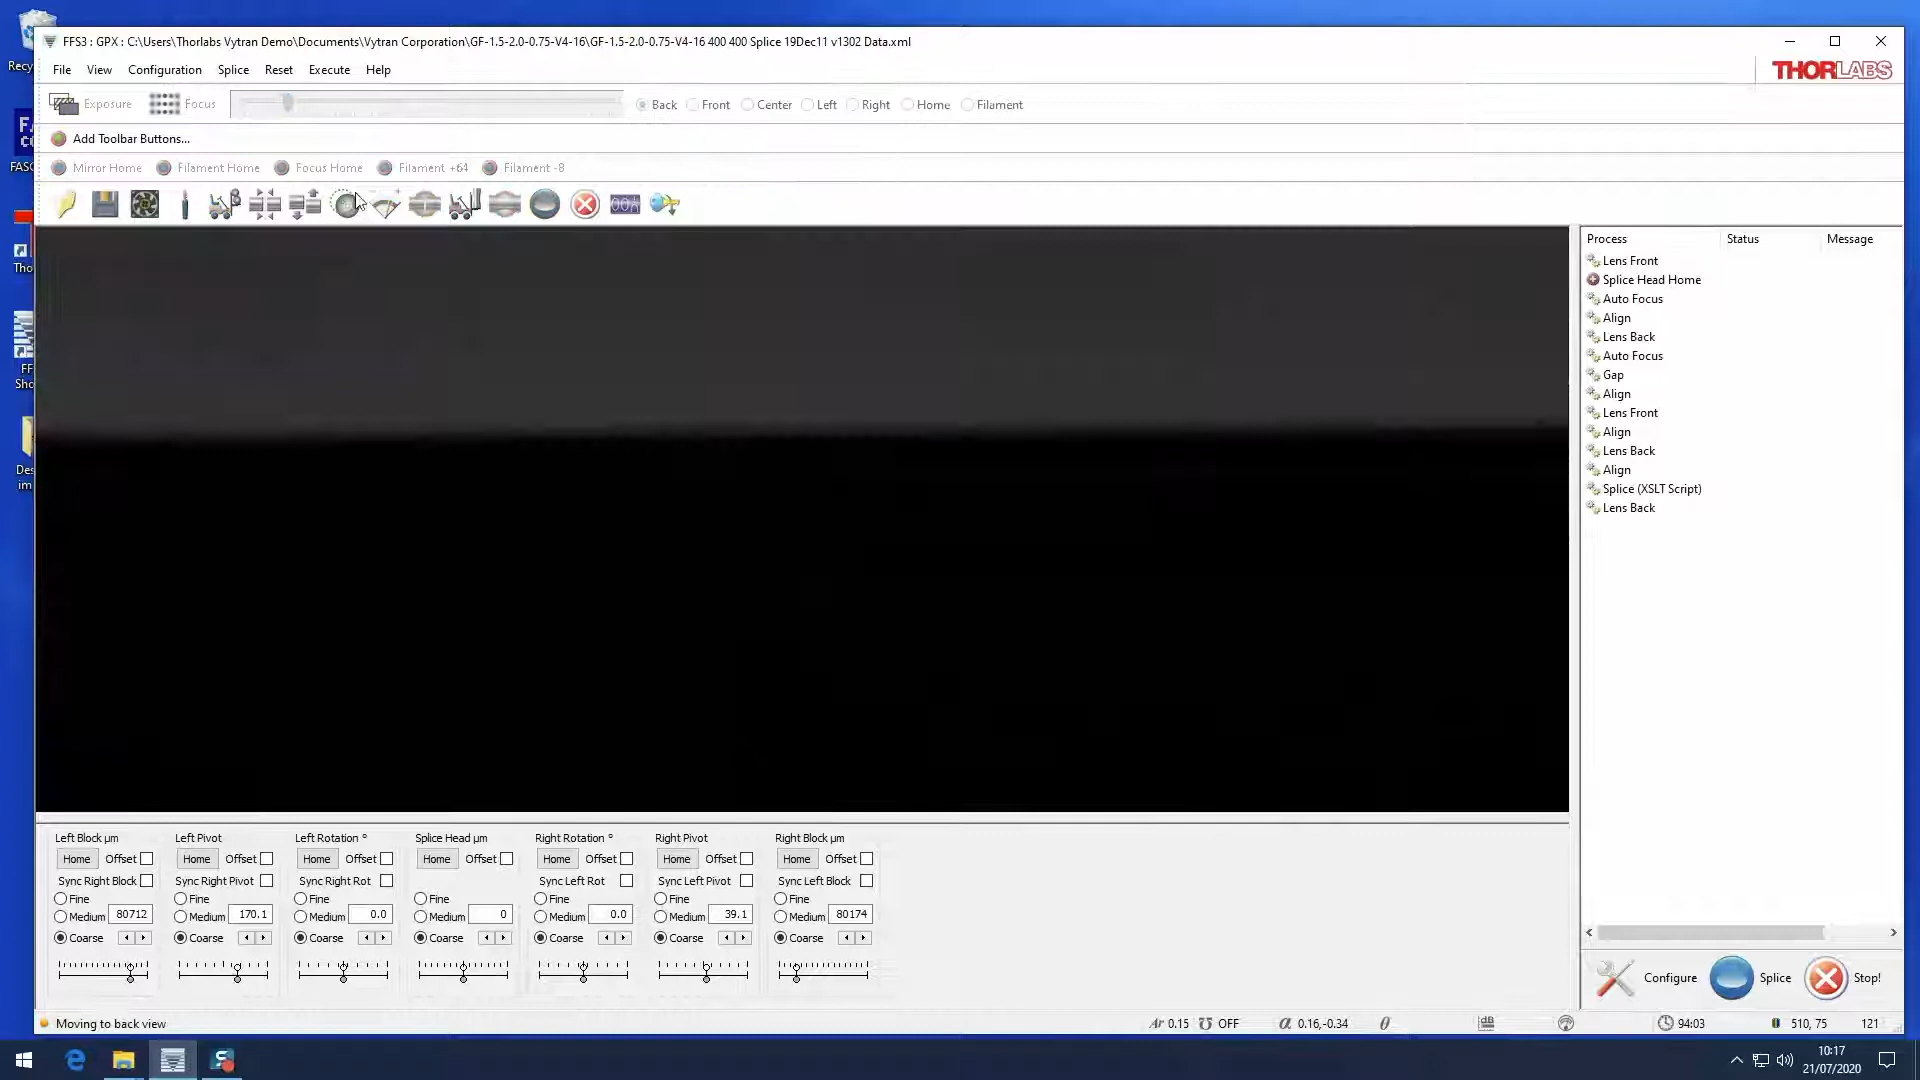 FFS3 : GPX : C:\Users\Thorlabs Vytran Demo\Documents\Vytran Corporation\GF-1.5-2.0-0.75-V4-16\GF-1.5-2.0-0.75-V4-16 400 400 Splice 19Dec11 v1302 Data.xml
File View Configuration Splice Reset Execute Help
THORLABS
Exposure Focus Back Front Center Left Right Home Filament
Add Toolbar Buttons...
Mirror Home Filament Home Focus Home Filament +64 Filament -8
Process Status Message
Lens Front
Splice Head Home
Auto Focus
Align
Lens Back
Auto Focus
Gap
Align
Lens Front
Align
Lens Back
Align
Splice (XSLT Script)
Lens Back
Left Block µm Left Pivot Left Rotation ° Splice Head µm Right Rotation ° Right Pivot Right Block µm
Home Offset Home Offset Home Offset Home Offset Home Offset Home Offset Home Offset
Sync Right Block Sync Right Pivot Sync Right Rot Sync Left Rot Sync Left Pivot Sync Left Block
Fine Fine Fine Fine Fine Fine Fine
Medium 80712 Medium 170.1 Medium 0.0 Medium 0 Medium 0.0 Medium 39.1 Medium 80174
Coarse Coarse Coarse Coarse Coarse Coarse Coarse
Configure Splice Stop!
Moving to back view Ar 0.15 OFF α 0.16,-0.34 θ dB 94:03 510, 75 121
10:17
21/07/2020
Recy
FASC
Tho
FF
Sho
Des
im